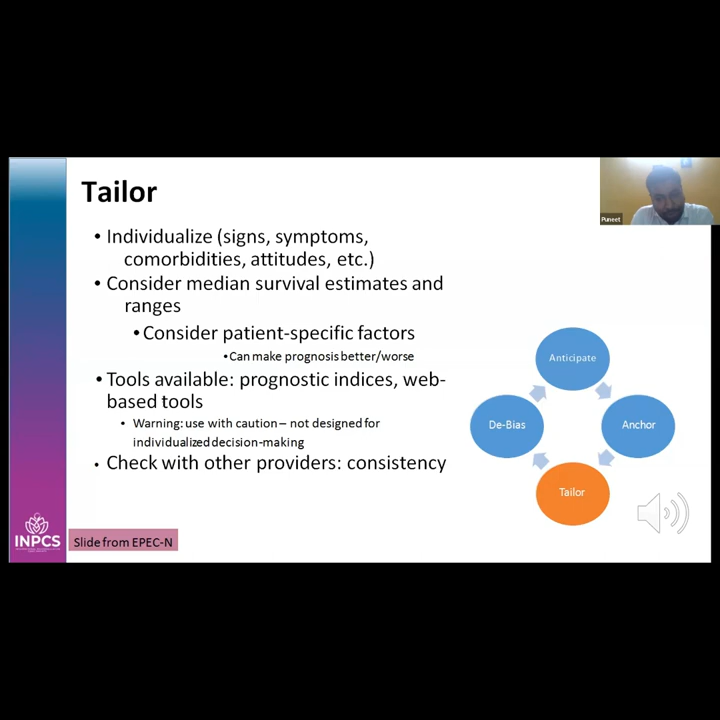 Tailor
Puneet
• Individualize (signs, symptoms,
comorbidities, attitudes, etc.)
• Consider median survival estimates and
ranges
• Consider patient-specific factors
• Can make prognosis better/worse
• Tools available: prognostic indices, web-
based tools
• Warning: use with caution – not designed for
individualized decision-making
• Check with other providers: consistency
Anticipate
De-Bias
Anchor
Tailor
INPCS
Slide from EPEC-N